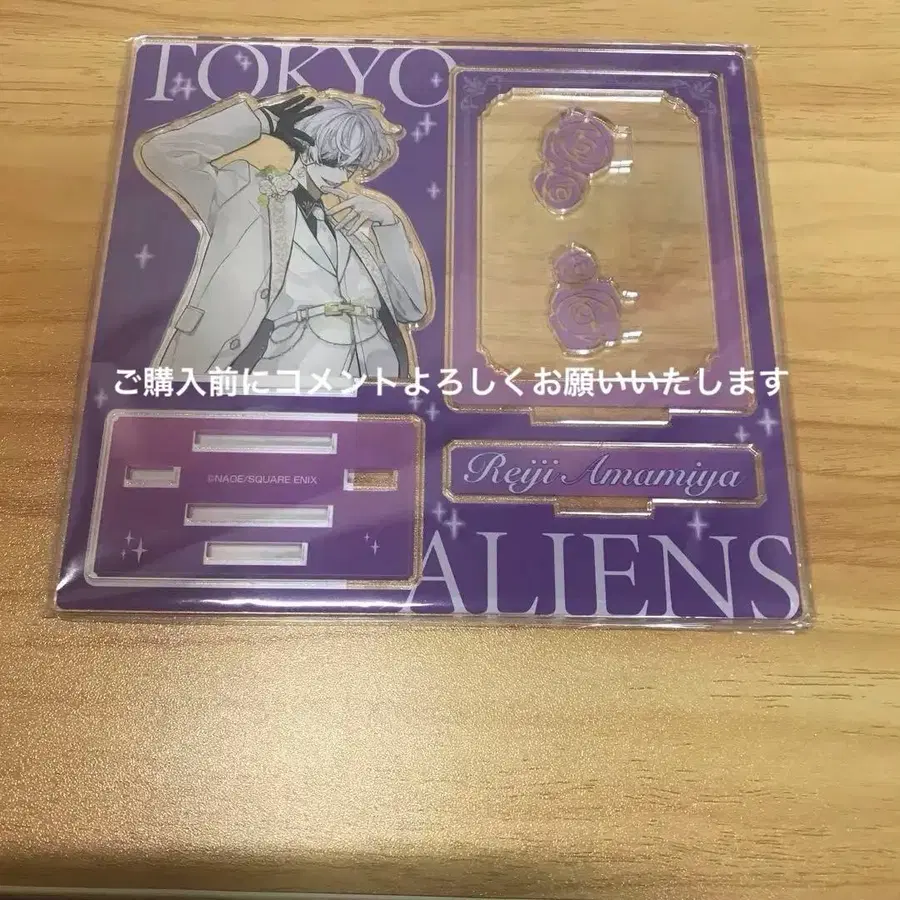 TOKYO
ご購入前にコメントよろしくお願いいたします
©NAOE/SQUARE ENIX
Reiji Amamiya
ALIENS